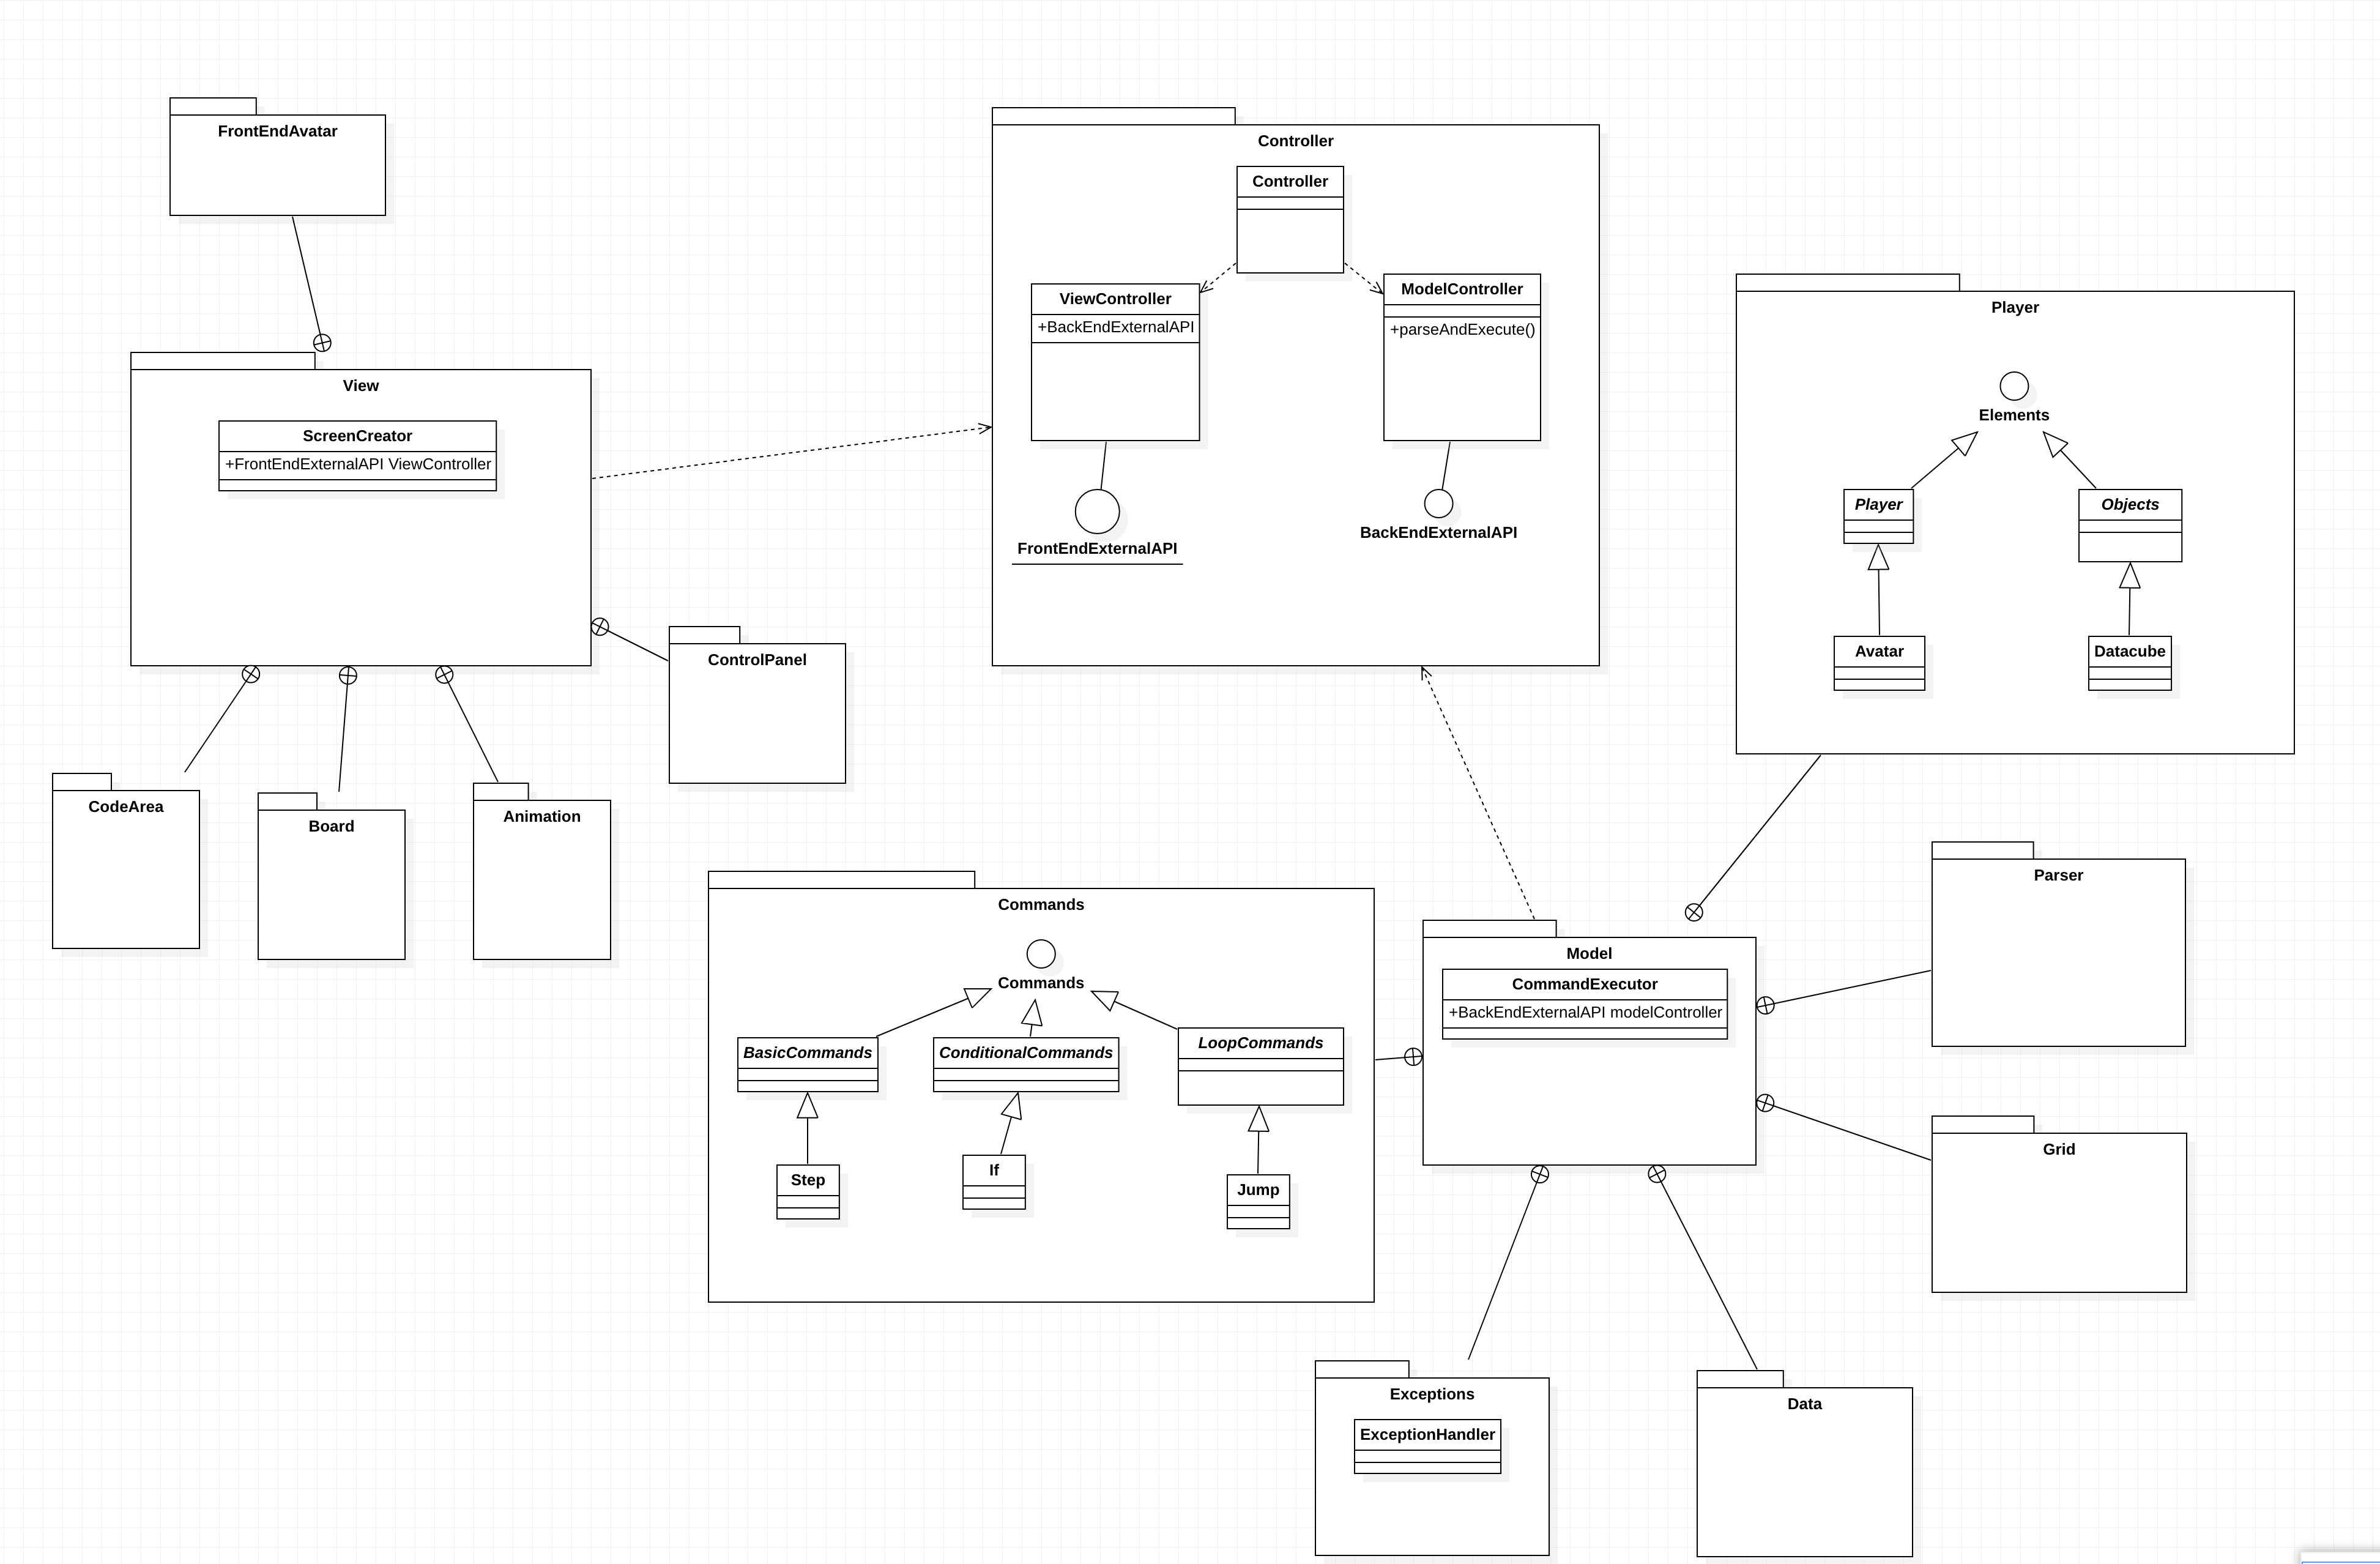 FrontEndAvatar
View
ScreenCreator
+FrontEndExternalAPI ViewController
CodeArea
Board
Animation
ControlPanel
Controller
Controller
ViewController
+BackEndExternalAPI
ModelController
+parseAndExecute()
FrontEndExternalAPI
BackEndExternalAPI
Player
Elements
Player
Objects
Avatar
Datacube
Commands
Commands
BasicCommands
ConditionalCommands
LoopCommands
Step
If
Jump
Model
CommandExecutor
+BackEndExternalAPI modelController
Parser
Grid
Exceptions
ExceptionHandler
Data